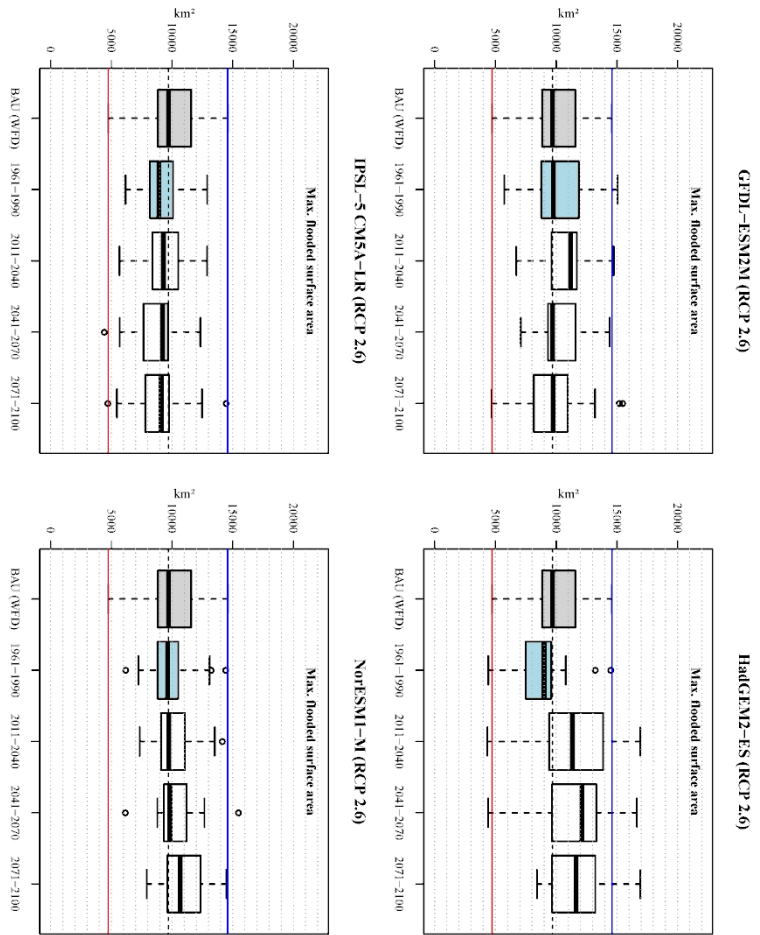 GFDL−ESM2M (RCP 2.6)
Max. flooded surface area
km²
20000
15000
10000
5000
0
BAU (WFD)
1961−1990
2011−2040
2041−2070
2071−2100
HadGEM2−ES (RCP 2.6)
Max. flooded surface area
km²
20000
15000
10000
5000
0
BAU (WFD)
1961−1990
2011−2040
2041−2070
2071−2100
IPSL−5 CM5A−LR (RCP 2.6)
Max. flooded surface area
km²
20000
15000
10000
5000
0
BAU (WFD)
1961−1990
2011−2040
2041−2070
2071−2100
NorESM1−M (RCP 2.6)
Max. flooded surface area
km²
20000
15000
10000
5000
0
BAU (WFD)
1961−1990
2011−2040
2041−2070
2071−2100